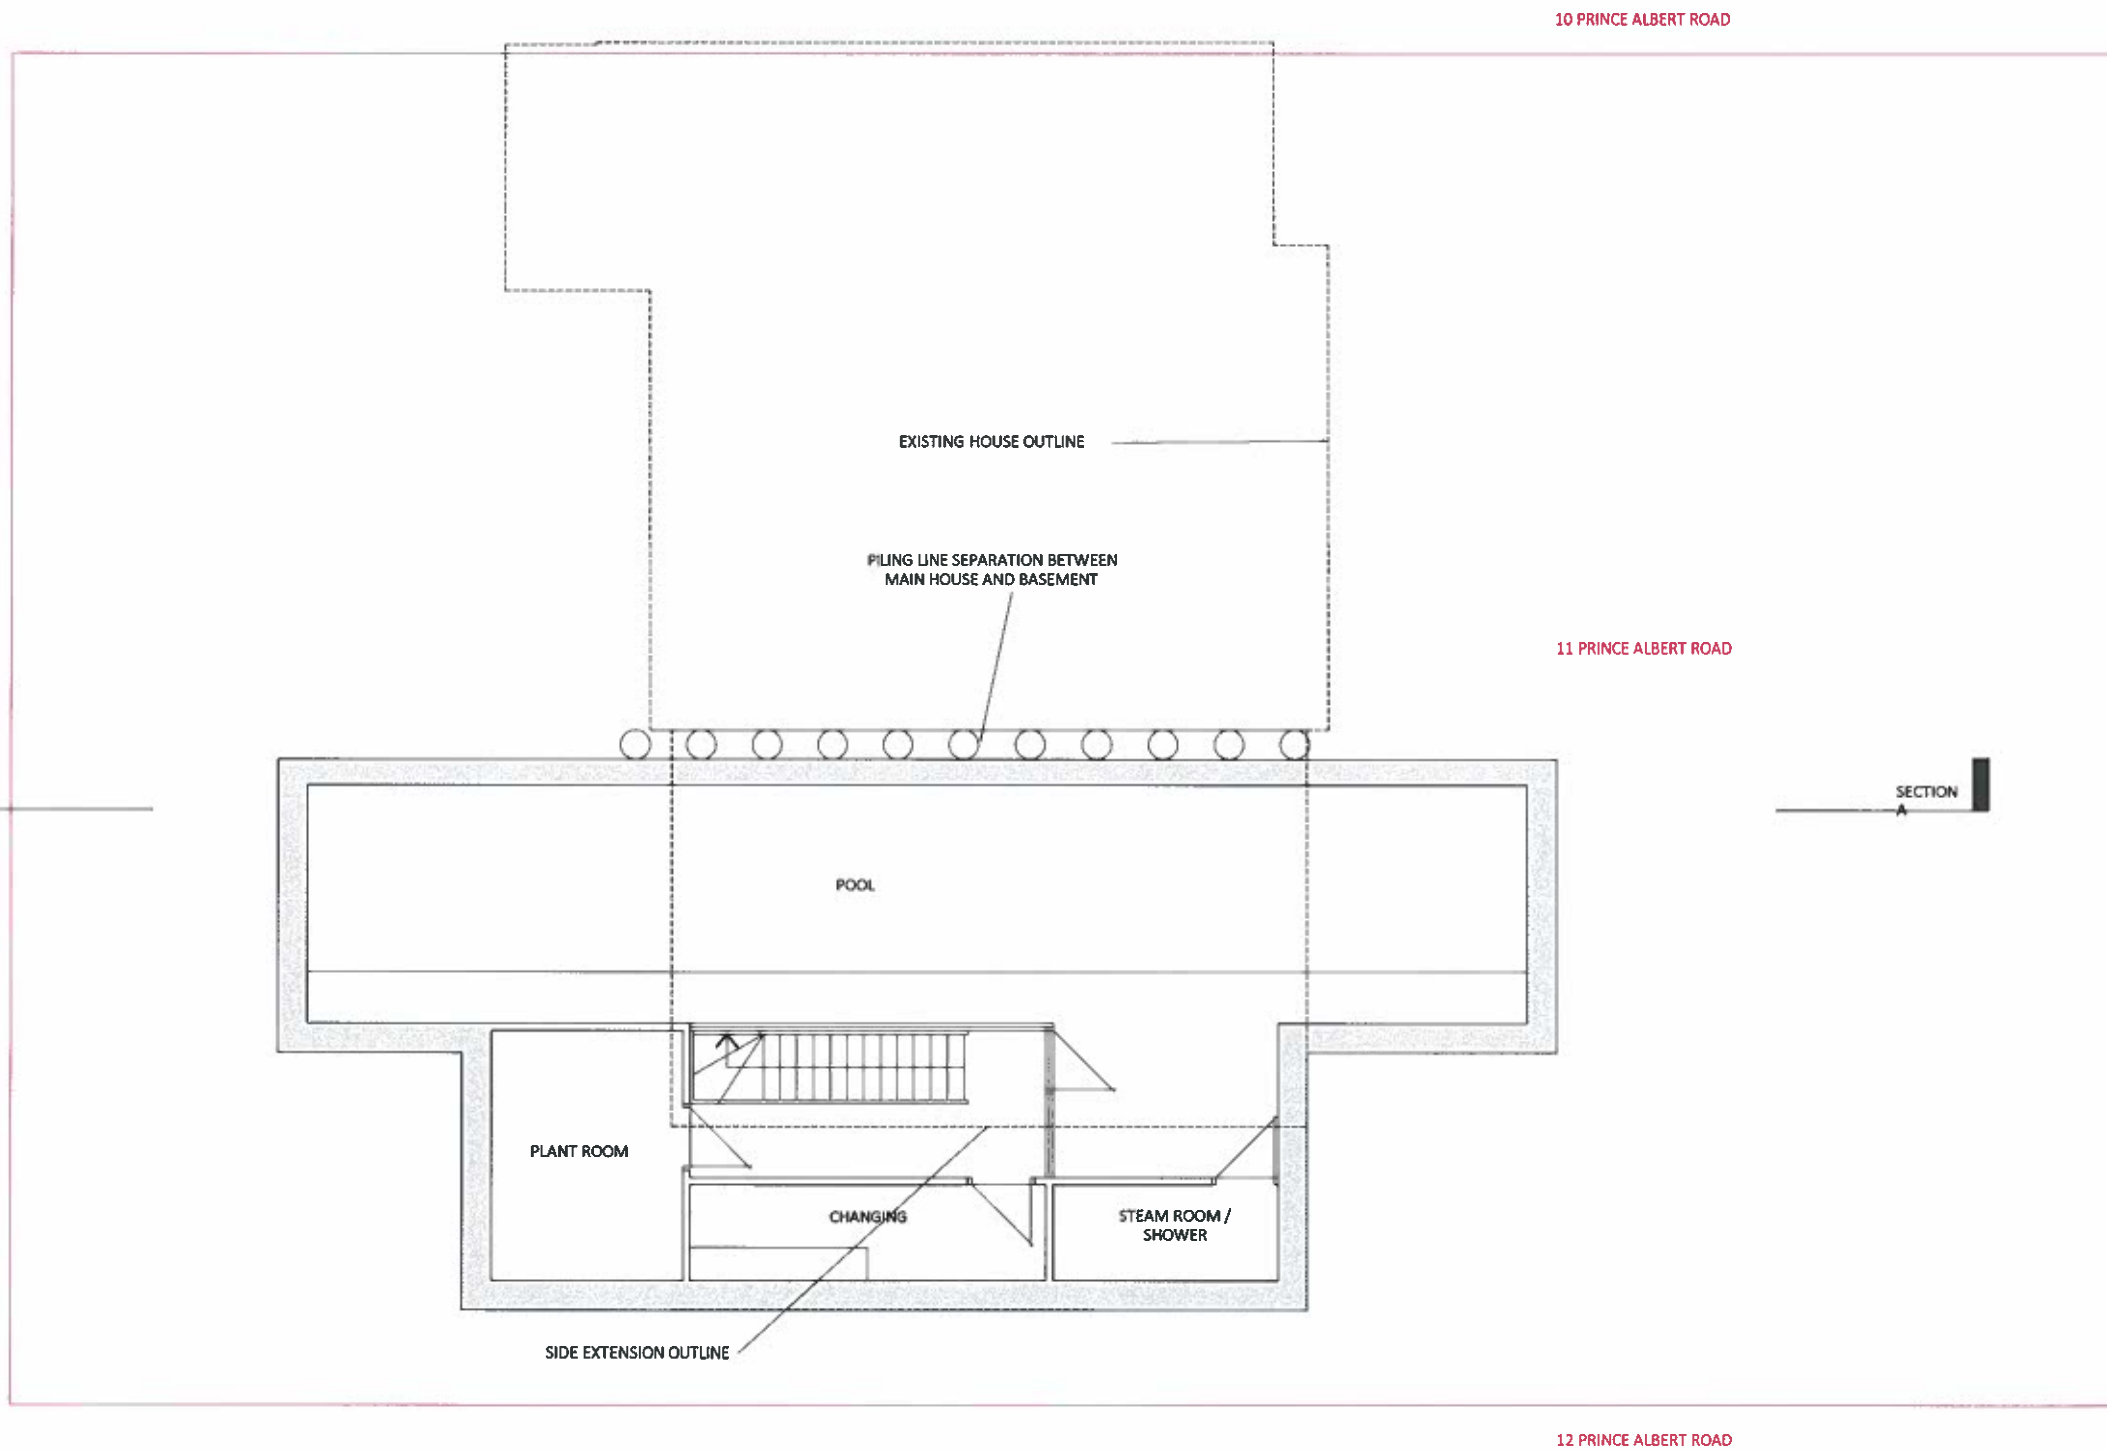 10 PRINCE ALBERT ROAD
EXISTING HOUSE OUTLINE
PILING LINE SEPARATION BETWEEN
MAIN HOUSE AND BASEMENT
11 PRINCE ALBERT ROAD
SECTION
A
POOL
PLANT ROOM
CHANGING
STEAM ROOM /
SHOWER
SIDE EXTENSION OUTLINE
12 PRINCE ALBERT ROAD